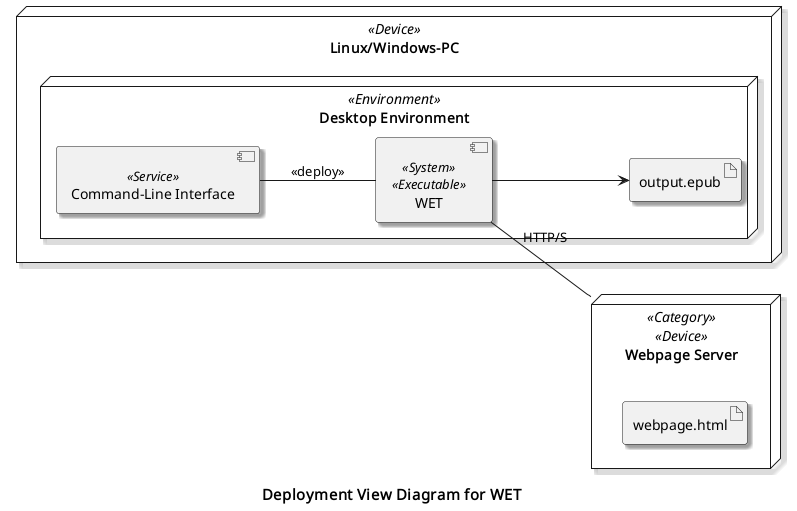 «Device»
Linux/Windows-PC
«Environment»
Desktop Environment
«Service»
Command-Line Interface
«deploy»
«System»
«Executable»
WET
output.epub
HTTP/S
«Category»
«Device»
Webpage Server
webpage.html
Deployment View Diagram for WET